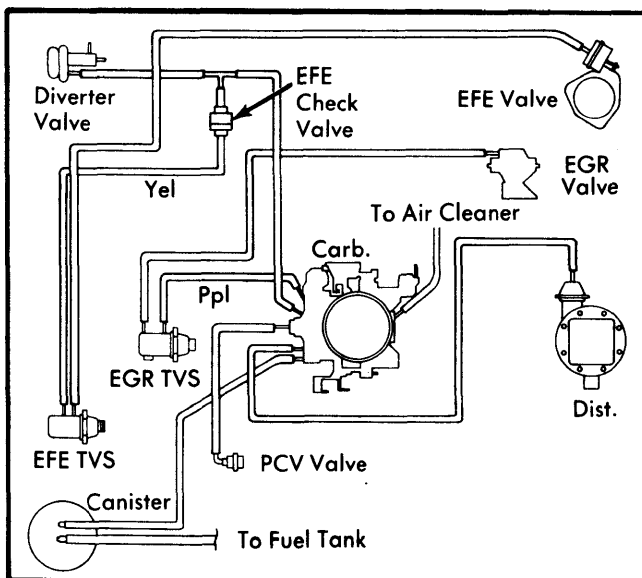 Diverter
Valve
EFE
Check
Valve
EFE Valve
Yel
EGR
Valve
To Air Cleaner
Carb.
Ppl
EGR TVS
Dist.
EFE TVS
PCV Valve
Canister
To Fuel Tank